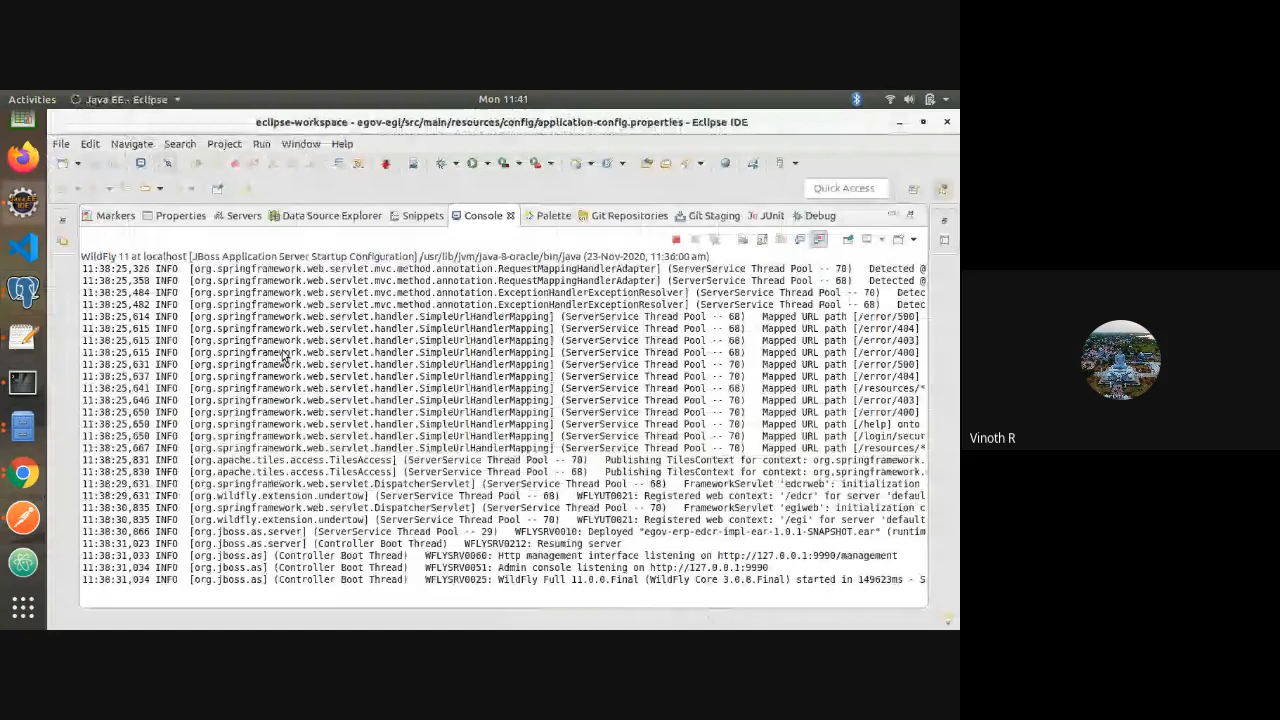 Activities Java EE - Eclipse Mon 11:41
eclipse-workspace - egov-egi/src/main/resources/config/application-config.properties - Eclipse IDE
File Edit Navigate Search Project Run Window Help
Quick Access
Markers Properties Servers Data Source Explorer Snippets Console Palette Git Repositories Git Staging JUnit Debug
WildFly 11 at localhost [JBoss Application Server Startup Configuration] /usr/lib/jvm/java-8-oracle/bin/java (23-Nov-2020, 11:36:00 am)
11:38:25,326 INFO [org.springframework.web.servlet.mvc.method.annotation.RequestMappingHandlerAdapter] (ServerService Thread Pool -- 70) Detected @
11:38:25,350 INFO [org.springframework.web.servlet.mvc.method.annotation.RequestMappingHandlerAdapter] (ServerService Thread Pool -- 68) Detected @
11:38:25,404 INFO [org.springframework.web.servlet.mvc.method.annotation.ExceptionHandlerExceptionResolver] (ServerService Thread Pool -- 70) Detec
11:38:25,482 INFO [org.springframework.web.servlet.mvc.method.annotation.ExceptionHandlerExceptionResolver] (ServerService Thread Pool -- 68) Detec
11:38:25,614 INFO [org.springframework.web.servlet.handler.SimpleUrlHandlerMapping] (ServerService Thread Pool -- 68) Mapped URL path [/error/500]
11:38:25,615 INFO [org.springframework.web.servlet.handler.SimpleUrlHandlerMapping] (ServerService Thread Pool -- 68) Mapped URL path [/error/404]
11:38:25,615 INFO [org.springframework.web.servlet.handler.SimpleUrlHandlerMapping] (ServerService Thread Pool -- 68) Mapped URL path [/error/403]
11:38:25,615 INFO [org.springframework.web.servlet.handler.SimpleUrlHandlerMapping] (ServerService Thread Pool -- 68) Mapped URL path [/error/400]
11:38:25,631 INFO [org.springframework.web.servlet.handler.SimpleUrlHandlerMapping] (ServerService Thread Pool -- 70) Mapped URL path [/error/500]
11:38:25,637 INFO [org.springframework.web.servlet.handler.SimpleUrlHandlerMapping] (ServerService Thread Pool -- 70) Mapped URL path [/error/404]
11:38:25,641 INFO [org.springframework.web.servlet.handler.SimpleUrlHandlerMapping] (ServerService Thread Pool -- 68) Mapped URL path [/resources/*
11:38:25,646 INFO [org.springframework.web.servlet.handler.SimpleUrlHandlerMapping] (ServerService Thread Pool -- 70) Mapped URL path [/error/403]
11:38:25,650 INFO [org.springframework.web.servlet.handler.SimpleUrlHandlerMapping] (ServerService Thread Pool -- 70) Mapped URL path [/error/400]
11:38:25,650 INFO [org.springframework.web.servlet.handler.SimpleUrlHandlerMapping] (ServerService Thread Pool -- 70) Mapped URL path [/help] onto
11:38:25,650 INFO [org.springframework.web.servlet.handler.SimpleUrlHandlerMapping] (ServerService Thread Pool -- 70) Mapped URL path [/login/secur
11:38:25,667 INFO [org.springframework.web.servlet.handler.SimpleUrlHandlerMapping] (ServerService Thread Pool -- 70) Mapped URL path [/resources/*
11:38:25,831 INFO [org.apache.tiles.access.TilesAccess] (ServerService Thread Pool -- 70) Publishing TilesContext for context: org.springframework.
11:38:25,830 INFO [org.apache.tiles.access.TilesAccess] (ServerService Thread Pool -- 68) Publishing TilesContext for context: org.springframework.
11:38:29,631 INFO [org.springframework.web.servlet.DispatcherServlet] (ServerService Thread Pool -- 68) FrameworkServlet 'edcrweb': initialization
11:38:29,631 INFO [org.wildfly.extension.undertow] (ServerService Thread Pool -- 68) WFLYUT0021: Registered web context: '/edcr' for server 'defaul
11:38:30,835 INFO [org.springframework.web.servlet.DispatcherServlet] (ServerService Thread Pool -- 70) FrameworkServlet 'egiweb': initialization c
11:38:30,835 INFO [org.wildfly.extension.undertow] (ServerService Thread Pool -- 70) WFLYUT0021: Registered web context: '/egi' for server 'default
11:38:30,866 INFO [org.jboss.as.server] (ServerService Thread Pool -- 29) WFLYSRV0010: Deployed "egov-erp-edcr-impl-ear-1.0.1-SNAPSHOT.ear" (runtim
11:38:31,023 INFO [org.jboss.as.server] (Controller Boot Thread) WFLYSRV0212: Resuming server
11:38:31,033 INFO [org.jboss.as] (Controller Boot Thread) WFLYSRV0060: Http management interface listening on http://127.0.0.1:9990/management
11:38:31,034 INFO [org.jboss.as] (Controller Boot Thread) WFLYSRV0051: Admin console listening on http://127.0.0.1:9990
11:38:31,034 INFO [org.jboss.as] (Controller Boot Thread) WFLYSRV0025: WildFly Full 11.0.0.Final (WildFly Core 3.0.8.Final) started in 149623ms - S
Vinoth R